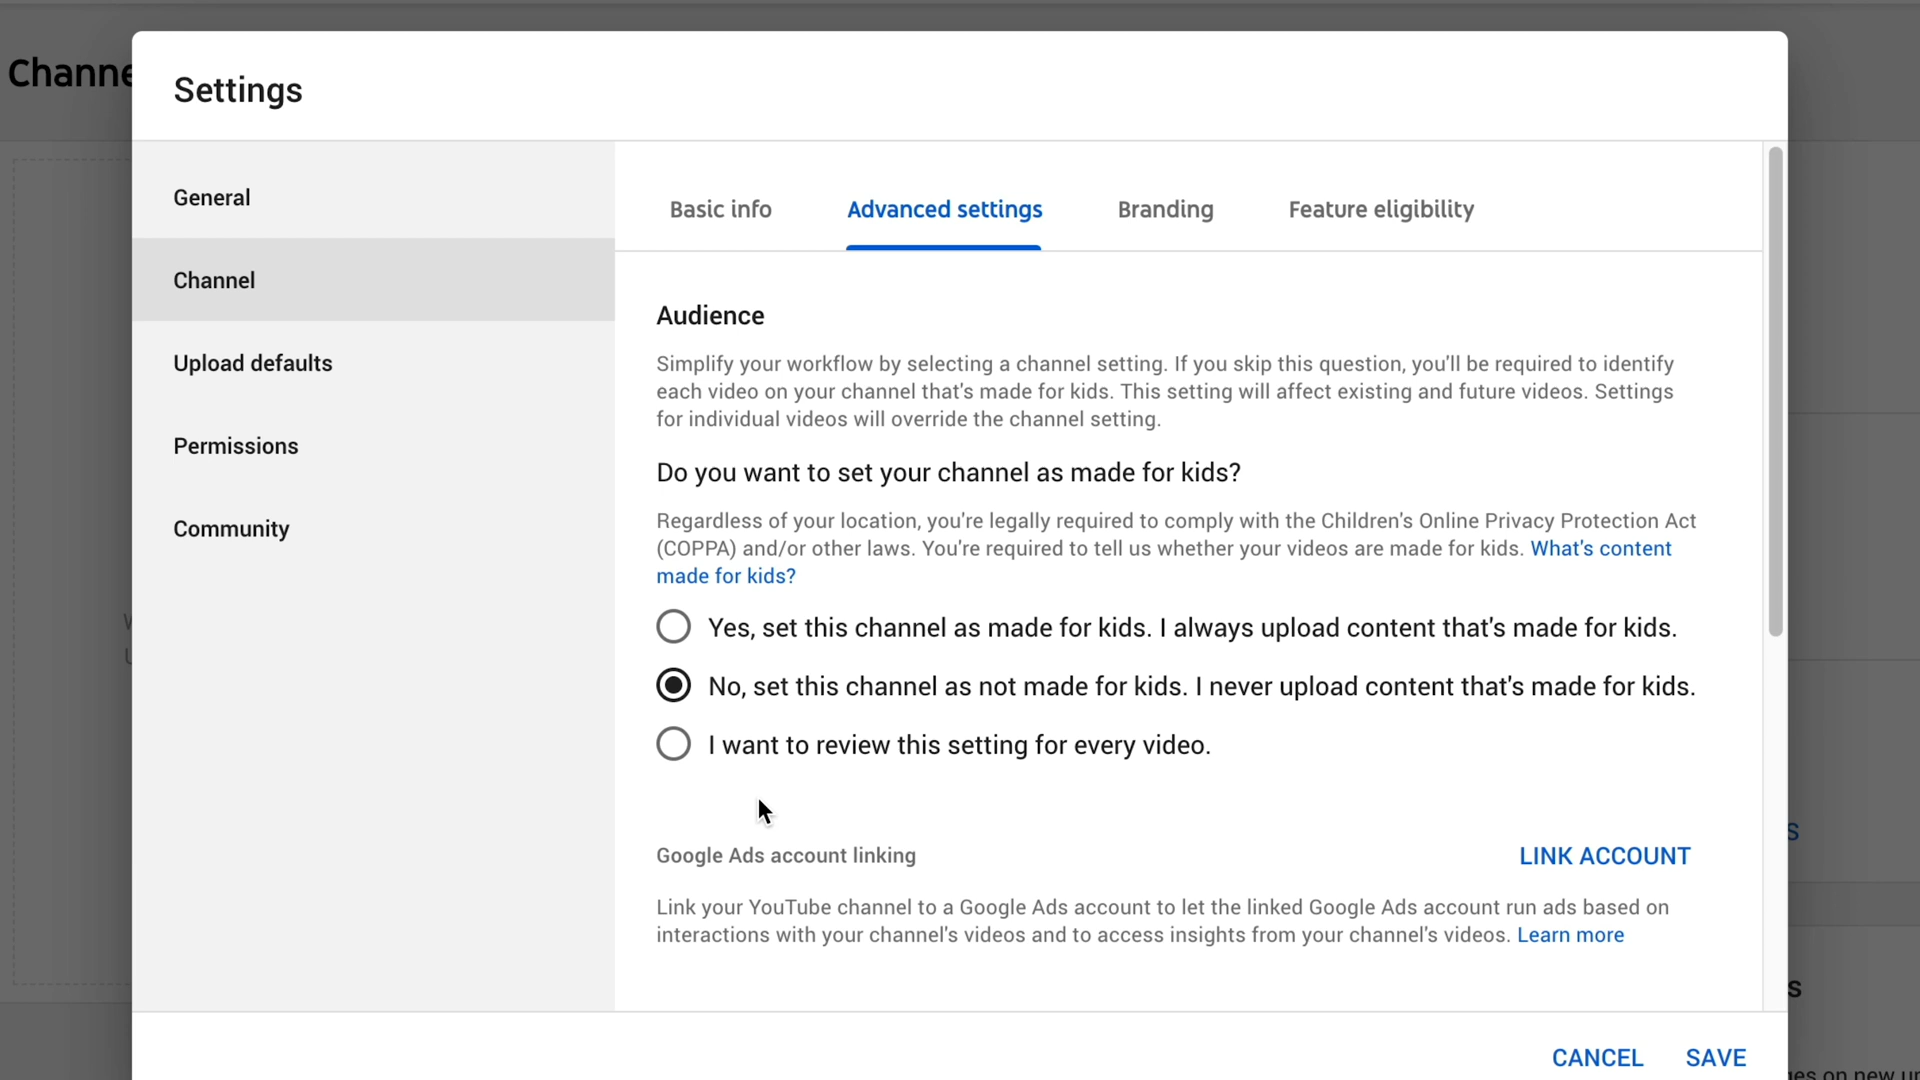 Channe
Settings
General
Channel
Upload defaults
Permissions
Community
Basic info
Advanced settings
Branding
Feature eligibility
Audience
Simplify your workflow by selecting a channel setting. If you skip this question, you'll be required to identify
each video on your channel that's made for kids. This setting will affect existing and future videos. Settings
for individual videos will override the channel setting.
Do you want to set your channel as made for kids?
Regardless of your location, you're legally required to comply with the Children's Online Privacy Protection Act
(COPPA) and/or other laws. You're required to tell us whether your videos are made for kids. What's content
made for kids?
Yes, set this channel as made for kids. I always upload content that's made for kids.
No, set this channel as not made for kids. I never upload content that's made for kids.
I want to review this setting for every video.
Google Ads account linking
LINK ACCOUNT
Link your YouTube channel to a Google Ads account to let the linked Google Ads account run ads based on
interactions with your channel's videos and to access insights from your channel's videos. Learn more
CANCEL
SAVE